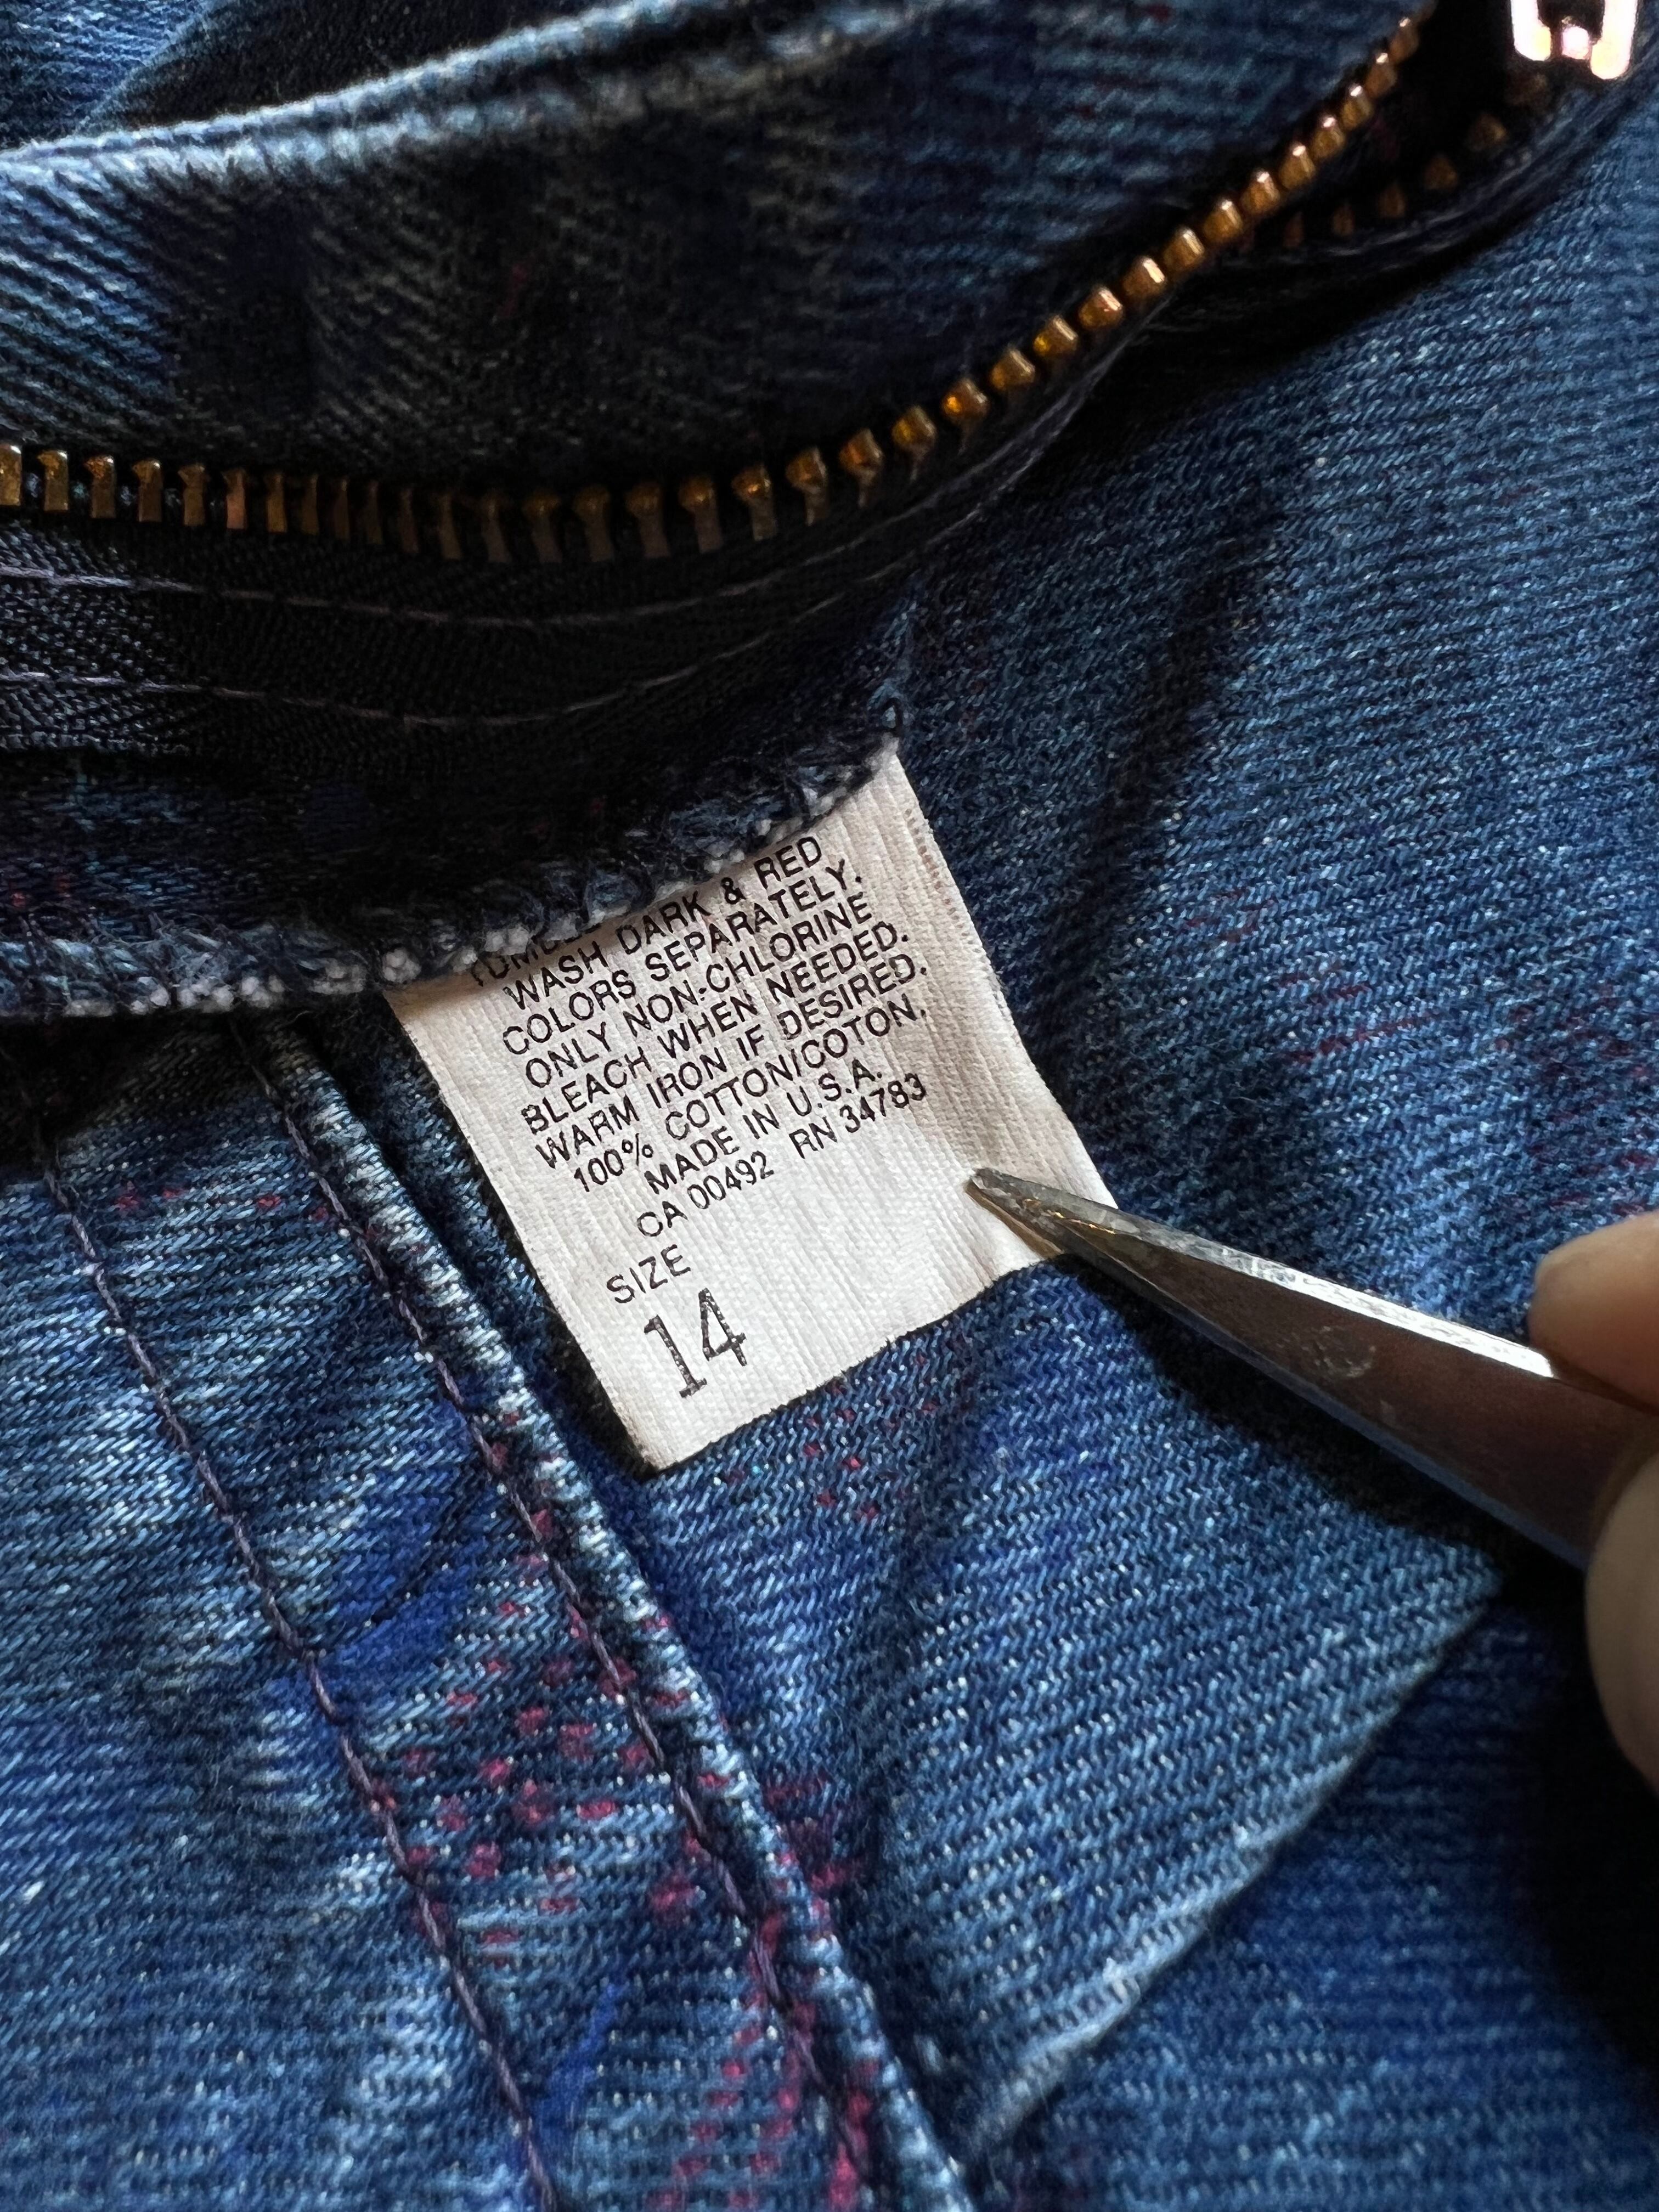 WASH DARK & RED
COLORS SEPARATELY.
ONLY NON-CHLORINE
BLEACH WHEN NEEDED.
WARM IRON IF DESIRED.
100% COTTON/COTON.
MADE IN U.S.A.
CA 00492 RN 34783
SIZE
14